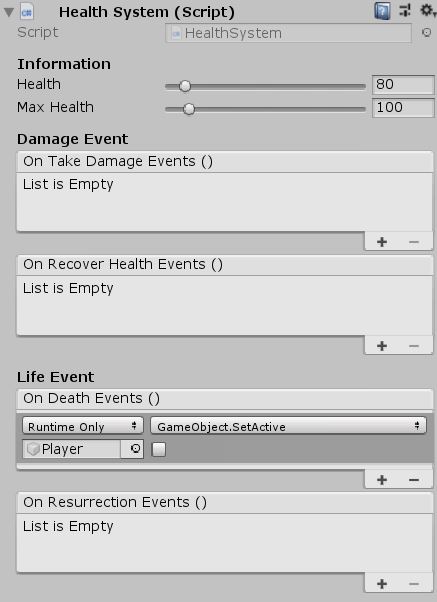 Health System (Script)
Script HealthSystem
Information
Health 80
Max Health 100
Damage Event
On Take Damage Events ()
List is Empty
+ −
On Recover Health Events ()
List is Empty
+ −
Life Event
On Death Events ()
Runtime Only GameObject.SetActive
Player
+ −
On Resurrection Events ()
List is Empty
+ −